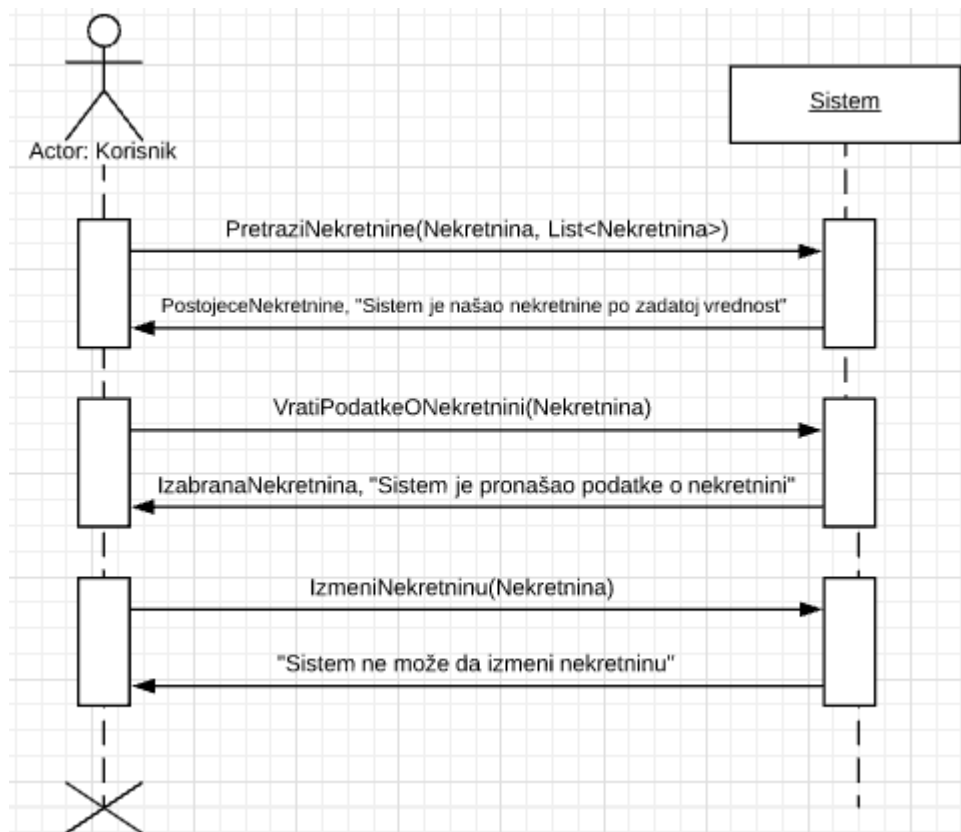 Sistem
Actor: Korisnik
PretraziNekretnine(Nekretnina, List<Nekretnina>)
PostojeceNekretnine, "Sistem je našao nekretnine po zadatoj vrednost"
VratiPodatkeONekretnini(Nekretnina)
IzabranaNekretnina, "Sistem je pronašao podatke o nekretnini"
IzmeniNekretninu(Nekretnina)
"Sistem ne može da izmeni nekretninu"